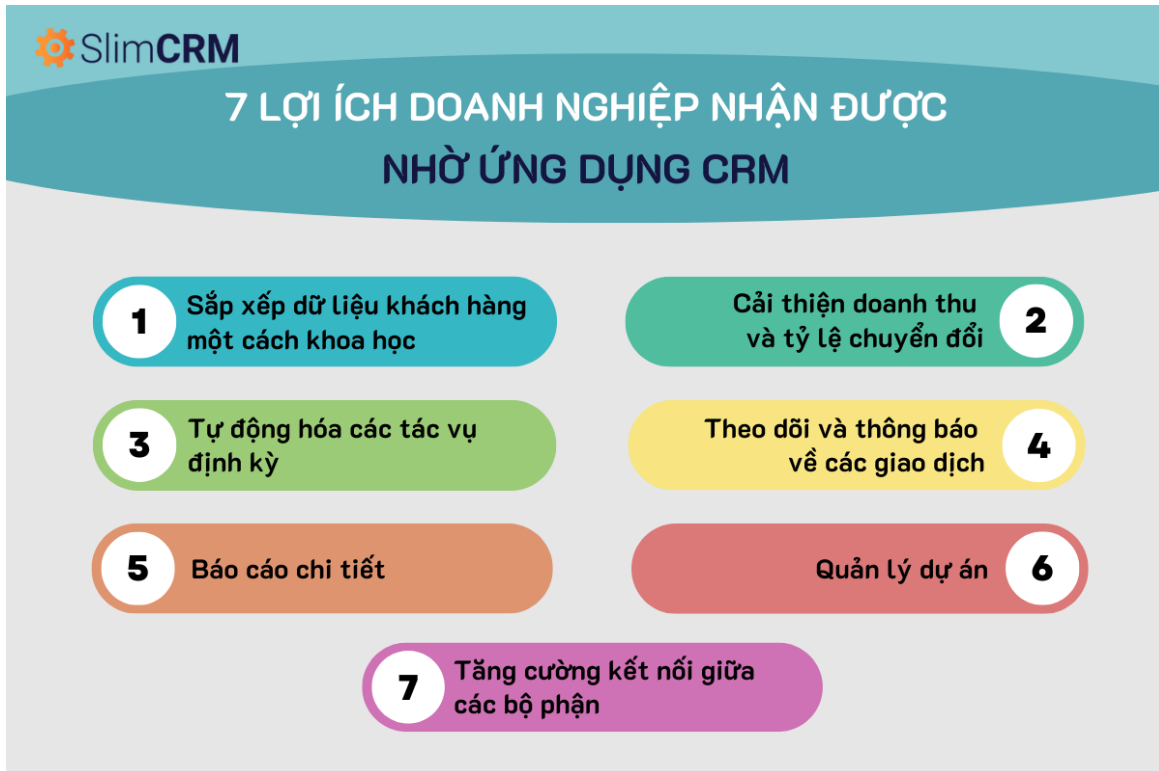 SlimCRM
7 LỢI ÍCH DOANH NGHIỆP NHẬN ĐƯỢC
NHỜ ỨNG DỤNG CRM
1
Sắp xếp dữ liệu khách hàng
một cách khoa học
Cải thiện doanh thu
và tỷ lệ chuyển đổi
2
3
Tự động hóa các tác vụ
định kỳ
Theo dõi và thông báo
về các giao dịch
4
5
Báo cáo chi tiết
Quản lý dự án
6
7
Tăng cường kết nối giữa
các bộ phận